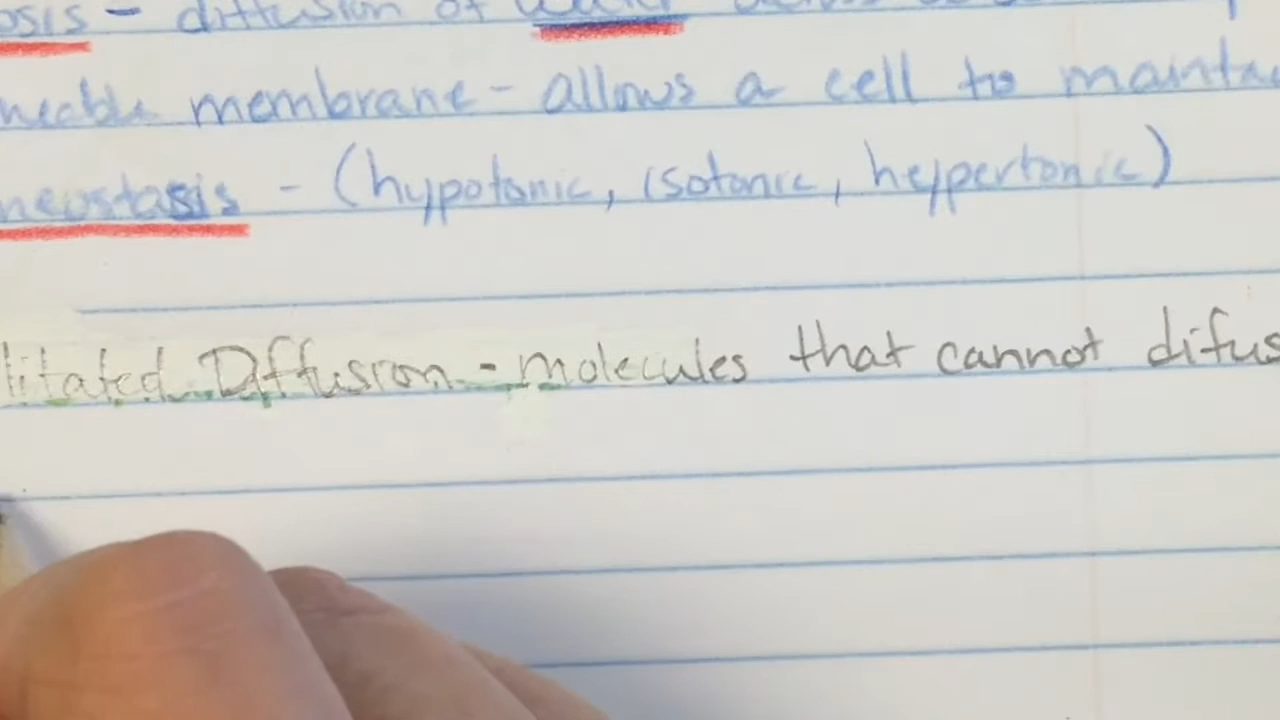 osis - diffusion of water
meable membrane - allows a cell to mainta
meostasis - (hypotonic, isotonic, hypertonic)
litated Diffusion - molecules that cannot difus